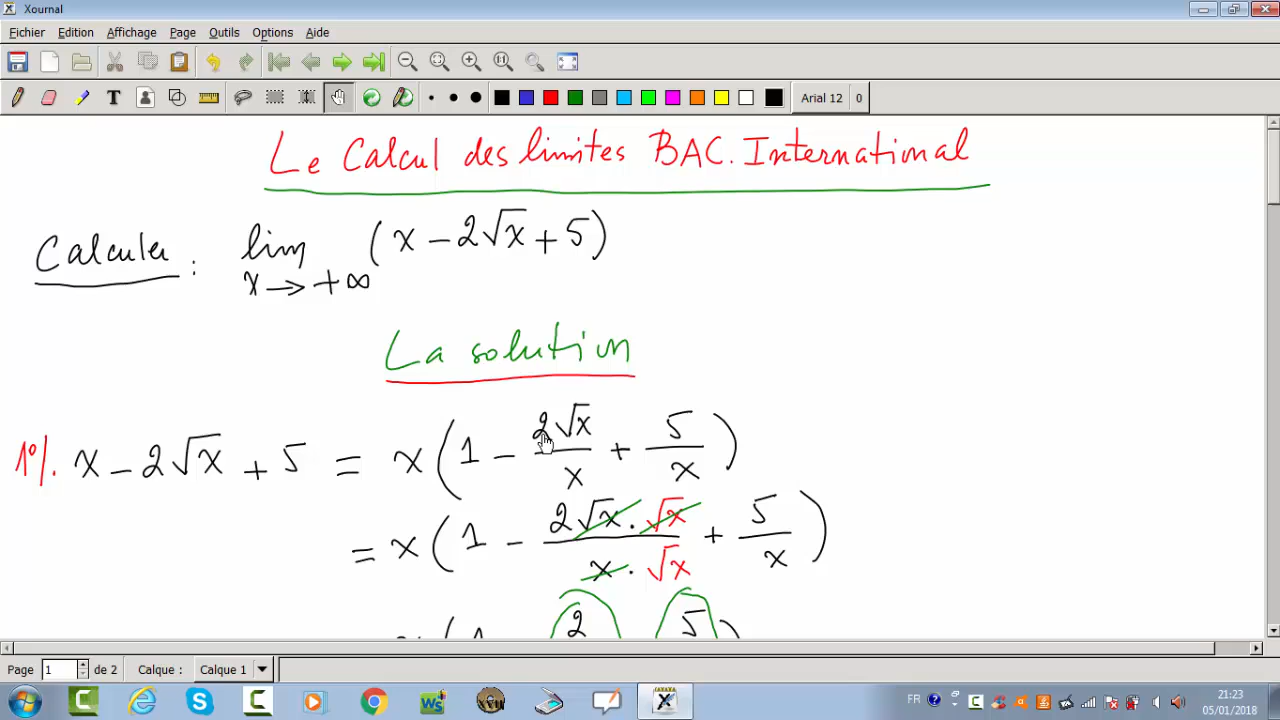 Xournal
Fichier Edition Affichage Page Outils Options Aide
Arial 12 0
Le Calcul des limites BAC. International
Calculer : lim (x - 2√x + 5)
x → +∞
La solution
1°/. x - 2√x + 5 = x(1 - 2√x/x + 5/x)
= x(1 - 2√x.√x/x.√x + 5/x)
2 5
Page 1 de 2 Calque : Calque 1
FR 21:23
05/01/2018